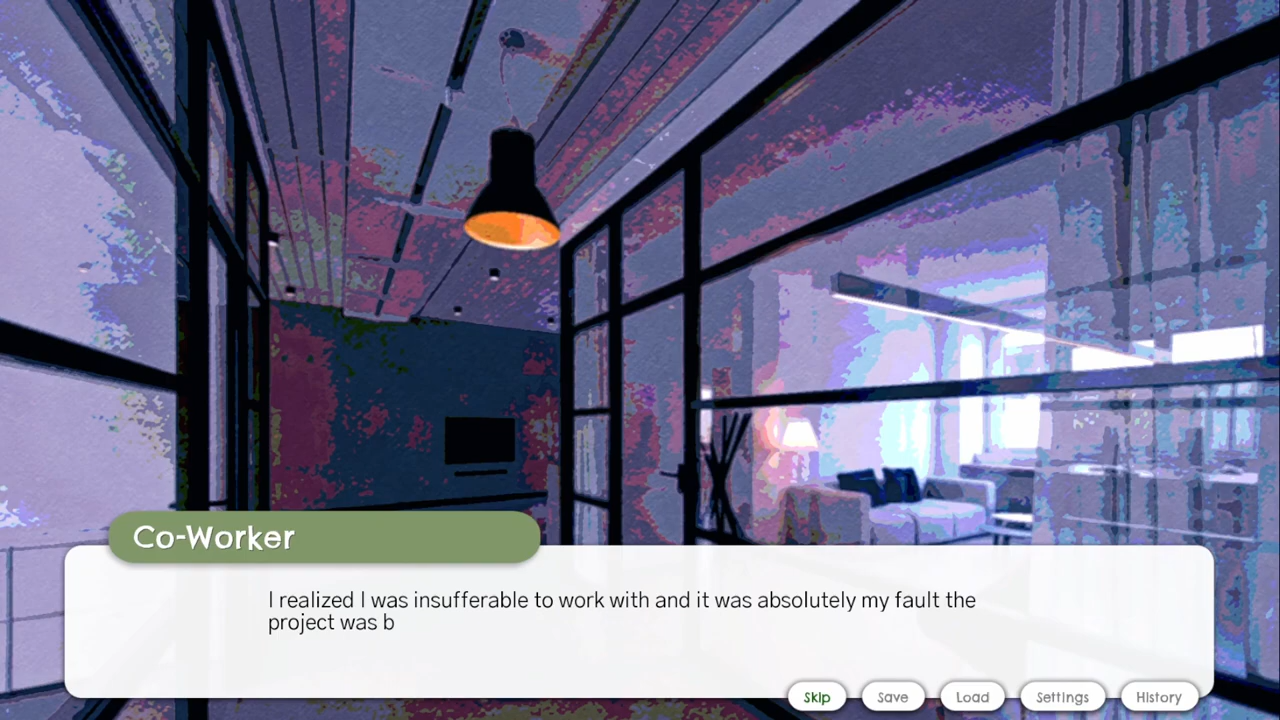 Co-Worker
I realized I was insufferable to work with and it was absolutely my fault the
project was b
Skip
Save
Load
Settings
History